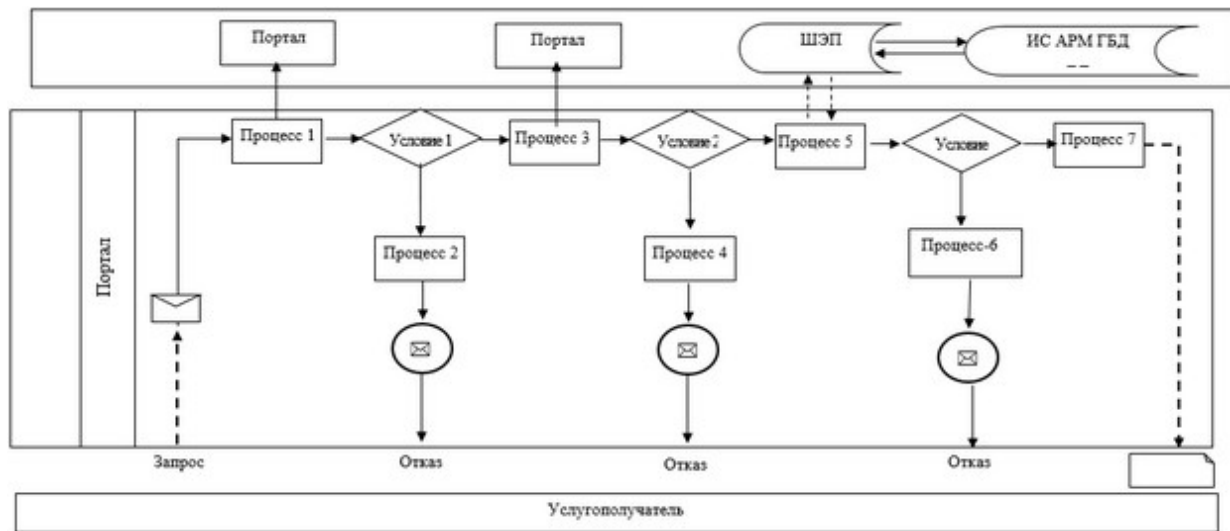 Портал
Портал
ШЭП
ИС АРМ ГБД
Процесс 1
Условие 1
Процесс 3
Условие 2
Процесс 5
Условие
Процесс 7
Портал
Процесс 2
Процесс 4
Процесс-6
Запрос
Отказ
Отказ
Отказ
Услугополучатель